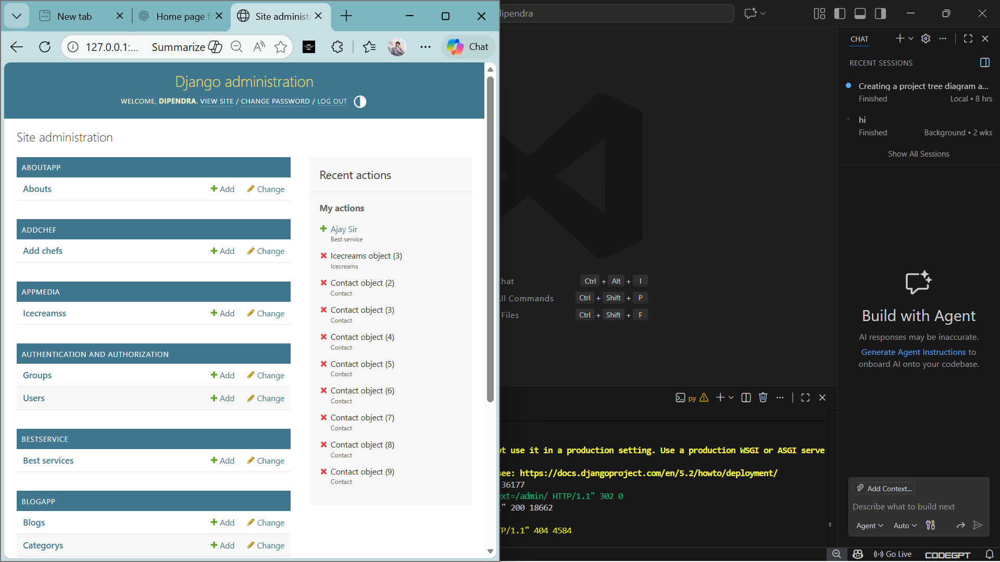 New tab
Home page f
Site administ
127.0.0.1:...
Summarize
Chat
Django administration
WELCOME, DIPENDRA. VIEW SITE / CHANGE PASSWORD / LOG OUT
Site administration
ABOUTAPP
Abouts Add Change
ADDCHEF
Add chefs Add Change
APPMEDIA
Icecreamss Add Change
AUTHENTICATION AND AUTHORIZATION
Groups Add Change
Users Add Change
BESTSERVICE
Best services Add Change
BLOGAPP
Blogs Add Change
Categorys Add Change
Recent actions
My actions
Ajay Sir
Best service
Icecreams object (3)
Icecreams
Contact object (2)
Contact
Contact object (3)
Contact
Contact object (4)
Contact
Contact object (5)
Contact
Contact object (6)
Contact
Contact object (7)
Contact
Contact object (8)
Contact
Contact object (9)
Contact
dipendra
Chat Ctrl + Alt + I
All Commands Ctrl + Shift + P
Files Ctrl + Shift + F
py
ot use it in a production setting. Use a production WSGI or ASGI serve
see: https://docs.djangoproject.com/en/5.2/howto/deployment/
36177
ext=/admin/ HTTP/1.1" 302 0
" 200 18662
TP/1.1" 404 4584
CHAT
RECENT SESSIONS
Creating a project tree diagram a...
Finished Local • 8 hrs
hi
Finished Background • 2 wks
Show All Sessions
Build with Agent
AI responses may be inaccurate.
Generate Agent Instructions to
onboard AI onto your codebase.
Add Context...
Describe what to build next
Agent Auto
Go Live CODEGPT